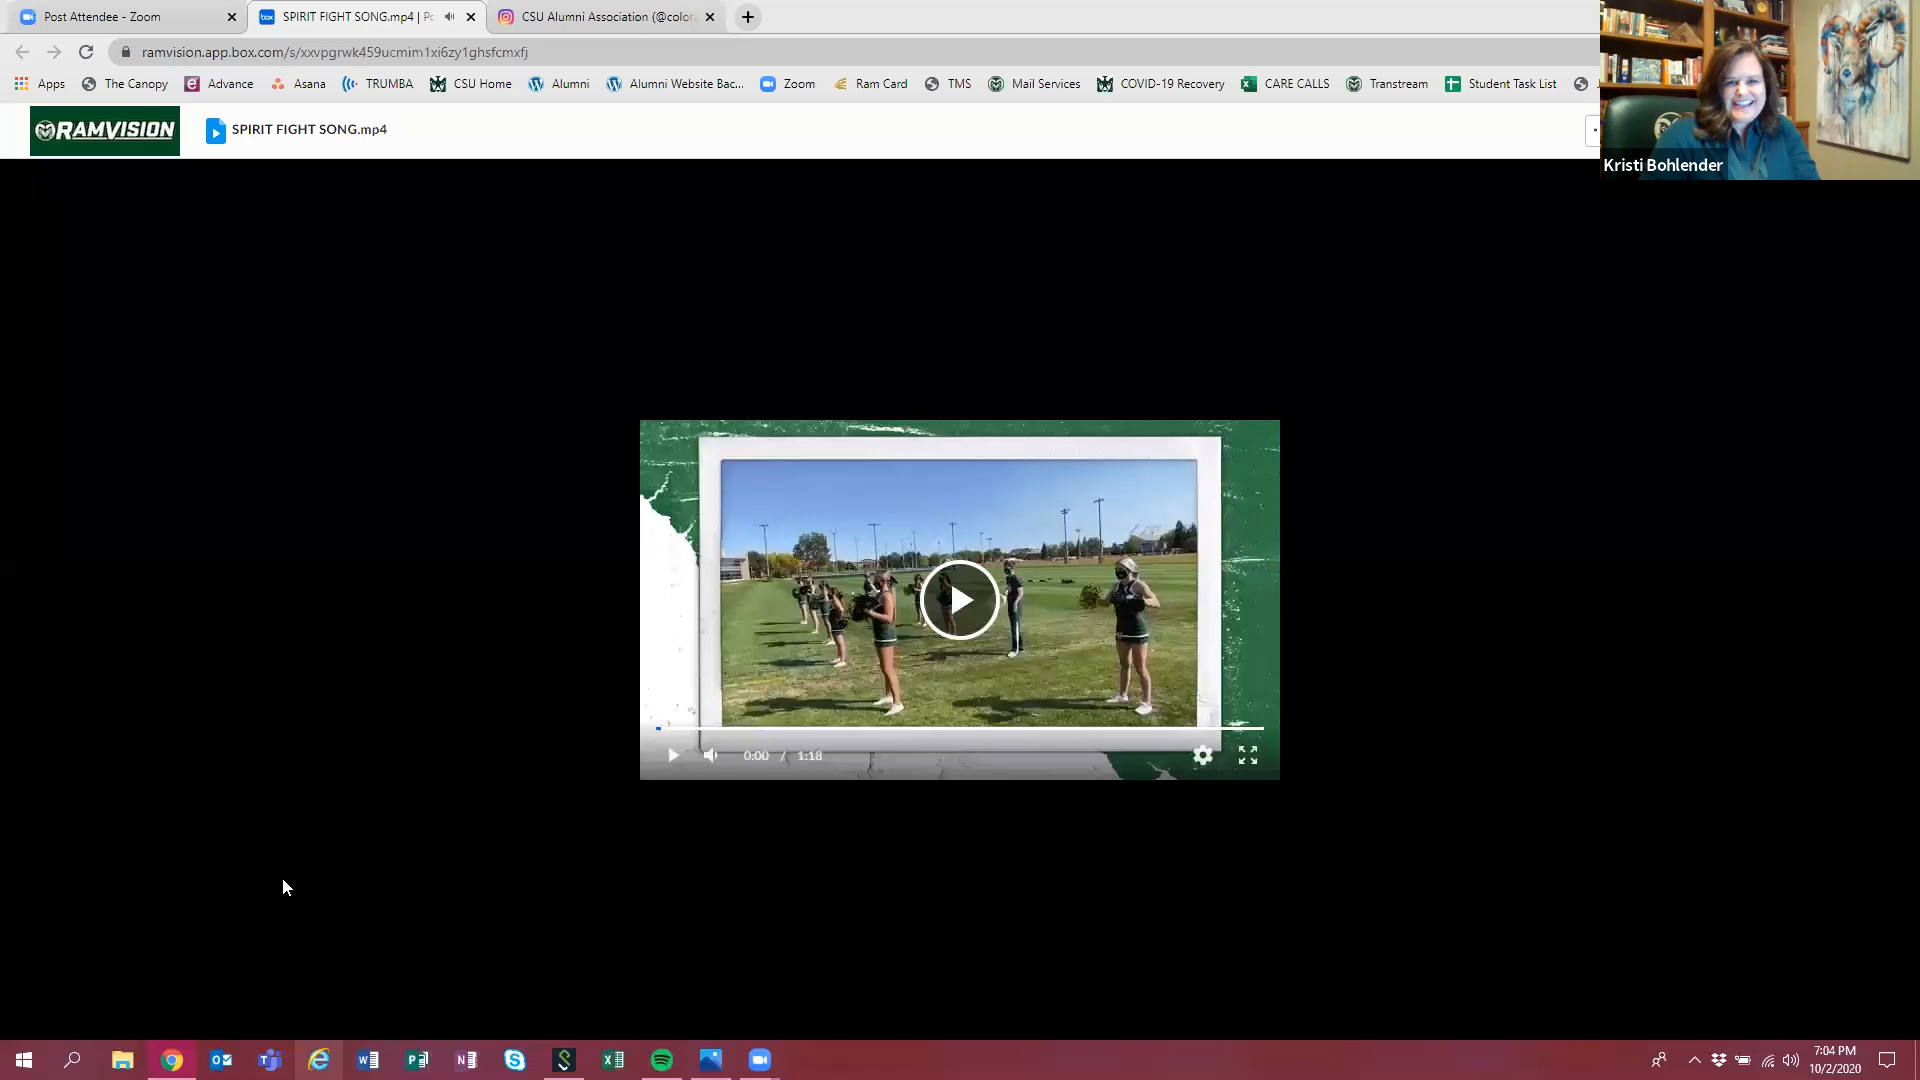 Post Attendee - Zoom
SPIRIT FIGHT SONG.mp4 | Pc
CSU Alumni Association (@color
ramvision.app.box.com/s/xxvpgrwk459ucmim1xi6zy1ghsfcmxfj
Apps
The Canopy
Advance
Asana
TRUMBA
CSU Home
Alumni
Alumni Website Bac...
Zoom
Ram Card
TMS
Mail Services
COVID-19 Recovery
CARE CALLS
Transtream
Student Task List
RAMVISION
SPIRIT FIGHT SONG.mp4
Kristi Bohlender
0:00 / 1:18
7:04 PM
10/2/2020